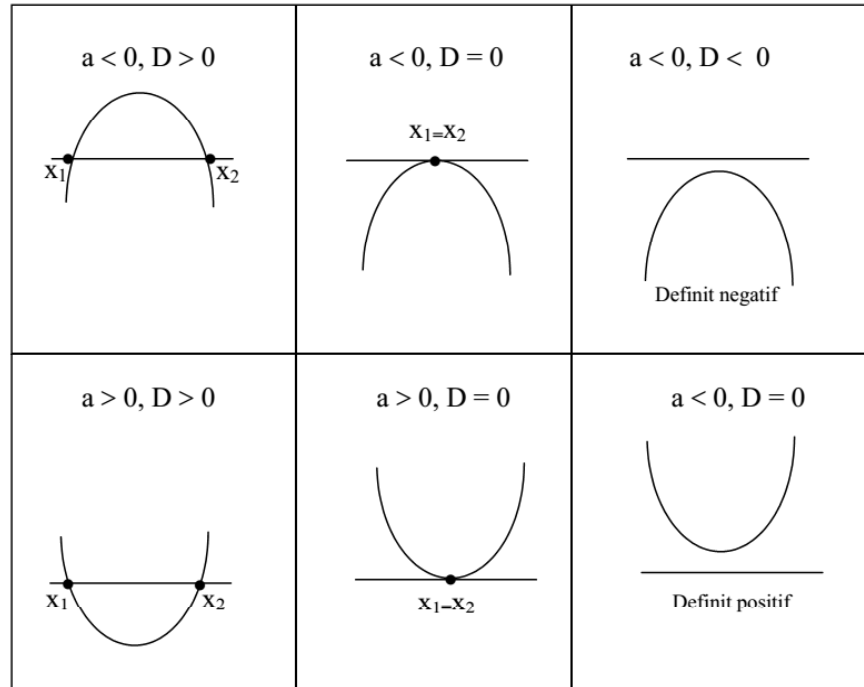 a < 0, D > 0
x₁
x₂
a < 0, D = 0
x₁=x₂
a < 0, D < 0
Definit negatif
a > 0, D > 0
x₁
x₂
a > 0, D = 0
x₁–x₂
a < 0, D = 0
Definit positif